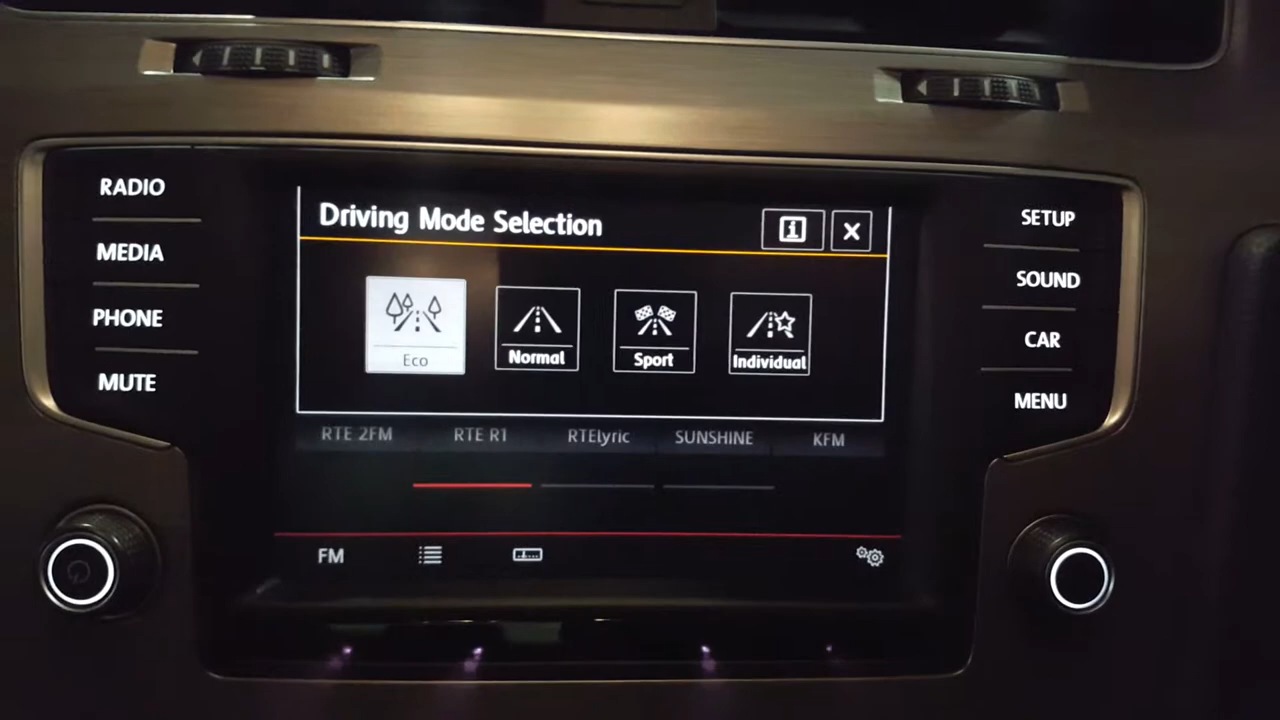 RADIO
MEDIA
PHONE
MUTE
Driving Mode Selection
i
X
Eco
Normal
Sport
Individual
RTE 2FM
RTE R1
RTElyric
SUNSHINE
KFM
FM
SETUP
SOUND
CAR
MENU